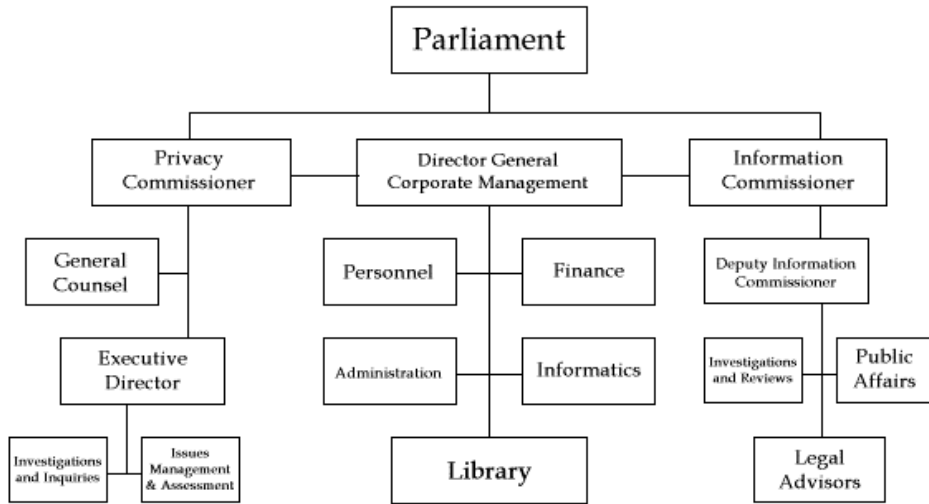 Parliament
Privacy
Commissioner
Director General
Corporate Management
Information
Commissioner
General
Counsel
Personnel
Finance
Deputy Information
Commissioner
Executive
Director
Administration
Informatics
Investigations
and Reviews
Public
Affairs
Investigations
and Inquiries
Issues
Management
& Assessment
Library
Legal
Advisors